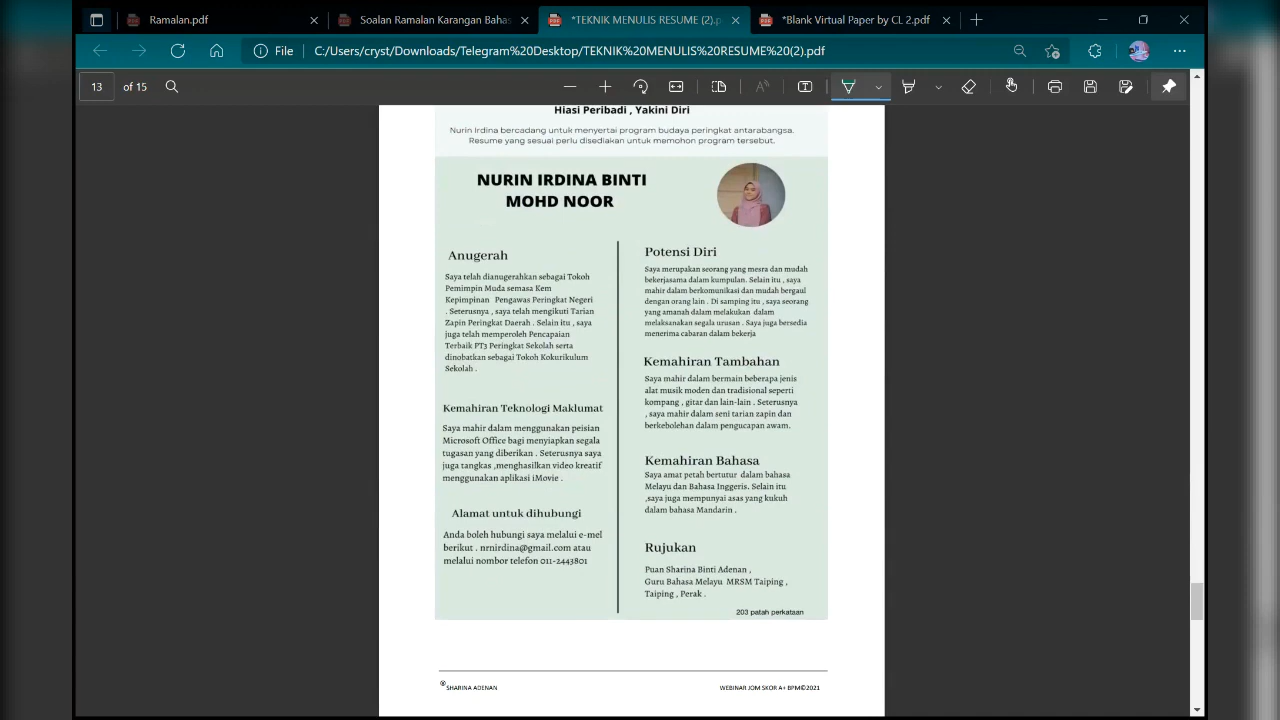 Ramalan.pdf
Soalan Ramalan Karangan Bahas
*TEKNIK MENULIS RESUME (2).p
*Blank Virtual Paper by CL 2.pdf
File
C:/Users/cryst/Downloads/Telegram%20Desktop/TEKNIK%20MENULIS%20RESUME%20(2).pdf
13 of 15
Hiasi Peribadi , Yakini Diri
Nurin Irdina bercadang untuk menyertai program budaya peringkat antarabangsa.
Resume yang sesuai perlu disediakan untuk memohon program tersebut.
NURIN IRDINA BINTI
MOHD NOOR
Anugerah
Saya telah dianugerahkan sebagai Tokoh
Pemimpin Muda semasa Kem
Kepimpinan Pengawas Peringkat Negeri
. Seterusnya , saya telah mengikuti Tarian
Zapin Peringkat Daerah . Selain itu , saya
juga telah memperoleh Pencapaian
Terbaik PT3 Peringkat Sekolah serta
dinobatkan sebagai Tokoh Kokurikulum
Sekolah .
Kemahiran Teknologi Maklumat
Saya mahir dalam menggunakan peisian
Microsoft Office bagi menyiapkan segala
tugasan yang diberikan . Seterusnya saya
juga tangkas ,menghasilkan video kreatif
menggunakan aplikasi iMovie .
Alamat untuk dihubungi
Anda boleh hubungi saya melalui e-mel
berikut . nrnirdina@gmail.com atau
melalui nombor telefon 011-2443801
Potensi Diri
Saya merupakan seorang yang mesra dan mudah
bekerjasama dalam kumpulan. Selain itu , saya
mahir dalam berkomunikasi dan mudah bergaul
dengan orang lain . Di samping itu , saya seorang
yang amanah dalam melakukan dalam
melaksanakan segala urusan . Saya juga bersedia
menerima cabaran dalam bekerja
Kemahiran Tambahan
Saya mahir dalam bermain beberapa jenis
alat musik moden dan tradisional seperti
kompang , gitar dan lain-lain . Seterusnya
, saya mahir dalam seni tarian zapin dan
berkebolehan dalam pengucapan awam.
Kemahiran Bahasa
Saya amat petah bertutur dalam bahasa
Melayu dan Bahasa Inggeris. Selain itu
,saya juga mempunyai asas yang kukuh
dalam bahasa Mandarin .
Rujukan
Puan Sharina Binti Adenan ,
Guru Bahasa Melayu MRSM Taiping ,
Taiping , Perak .
203 patah perkataan
SHARINA ADENAN
WEBINAR JOM SKOR A+ BPM©2021